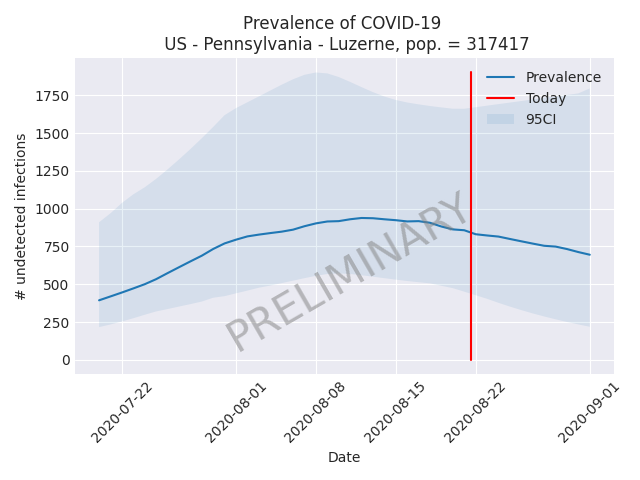 Prevalence of COVID-19
US - Pennsylvania - Luzerne, pop. = 317417
# undetected infections
1750
1500
1250
1000
750
500
250
0
Prevalence
Today
95CI
PRELIMINARY
2020-07-22
2020-08-01
2020-08-08
2020-08-15
2020-08-22
2020-09-01
Date